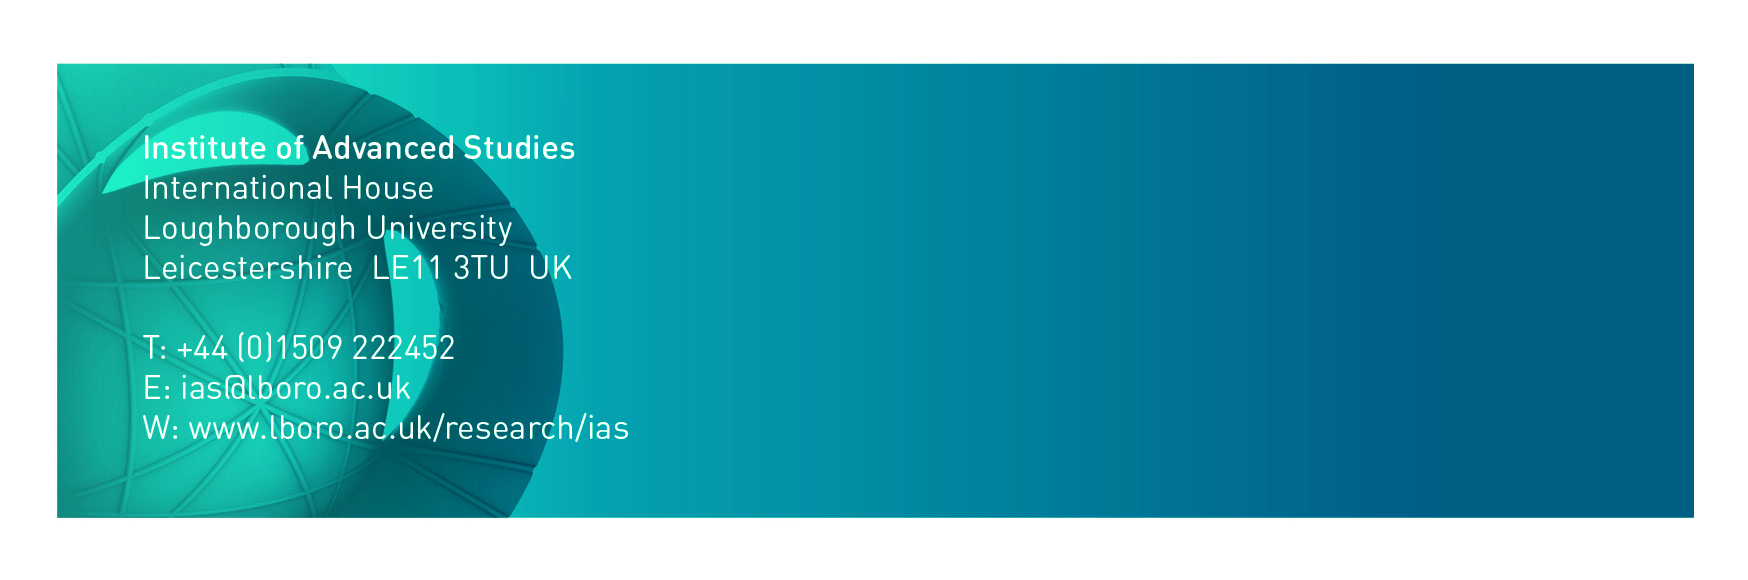 Institute of Advanced Studies
International House
Loughborough University
Leicestershire  LE11 3TU  UK
T: +44 (0)1509 222452
E: ias@lboro.ac.uk
W: www.lboro.ac.uk/research/ias